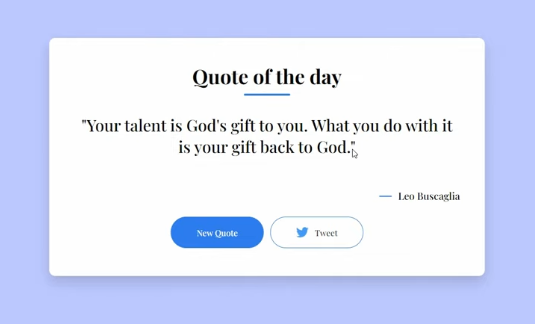 Quote of the day
"Your talent is God's gift to you. What you do with it
is your gift back to God."
— Leo Buscaglia
New Quote
Tweet